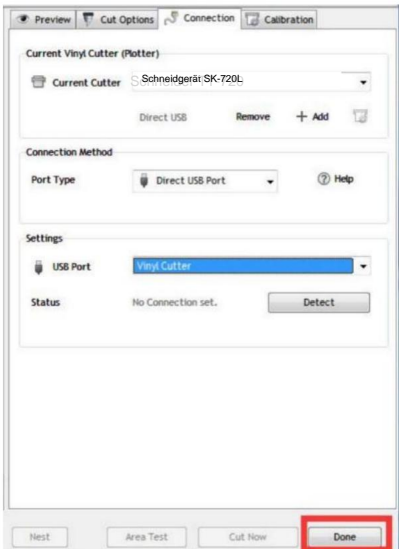 Preview Cut Options Connection Calibration
Current Vinyl Cutter (Plotter)
Current Cutter Schneidgerät SK-720L
Direct USB Remove + Add
Connection Method
Port Type Direct USB Port ? Help
Settings
USB Port Vinyl Cutter
Status No Connection set. Detect
Nest Area Test Cut Now Done